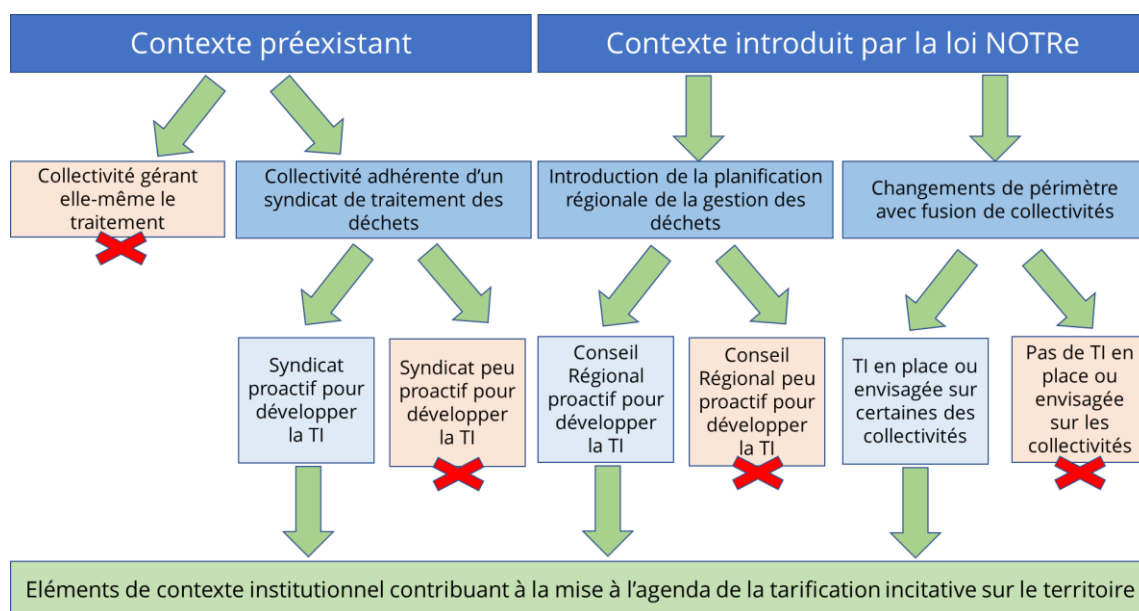 Contexte préexistant
Contexte introduit par la loi NOTRe
Collectivité gérant
elle-même le
traitement
Collectivité adhérente d'un
syndicat de traitement des
déchets
Introduction de la planification
régionale de la gestion des
déchets
Changements de périmètre
avec fusion de collectivités
Syndicat
proactif pour
développer
la TI
Syndicat peu
proactif pour
développer
la TI
Conseil
Régional
proactif pour
développer
la TI
Conseil
Régional peu
proactif pour
développer
la TI
TI en place ou
envisagée sur
certaines des
collectivités
Pas de TI en
place ou
envisagée
sur les
collectivités
Eléments de contexte institutionnel contribuant à la mise à l'agenda de la tarification incitative sur le territoire